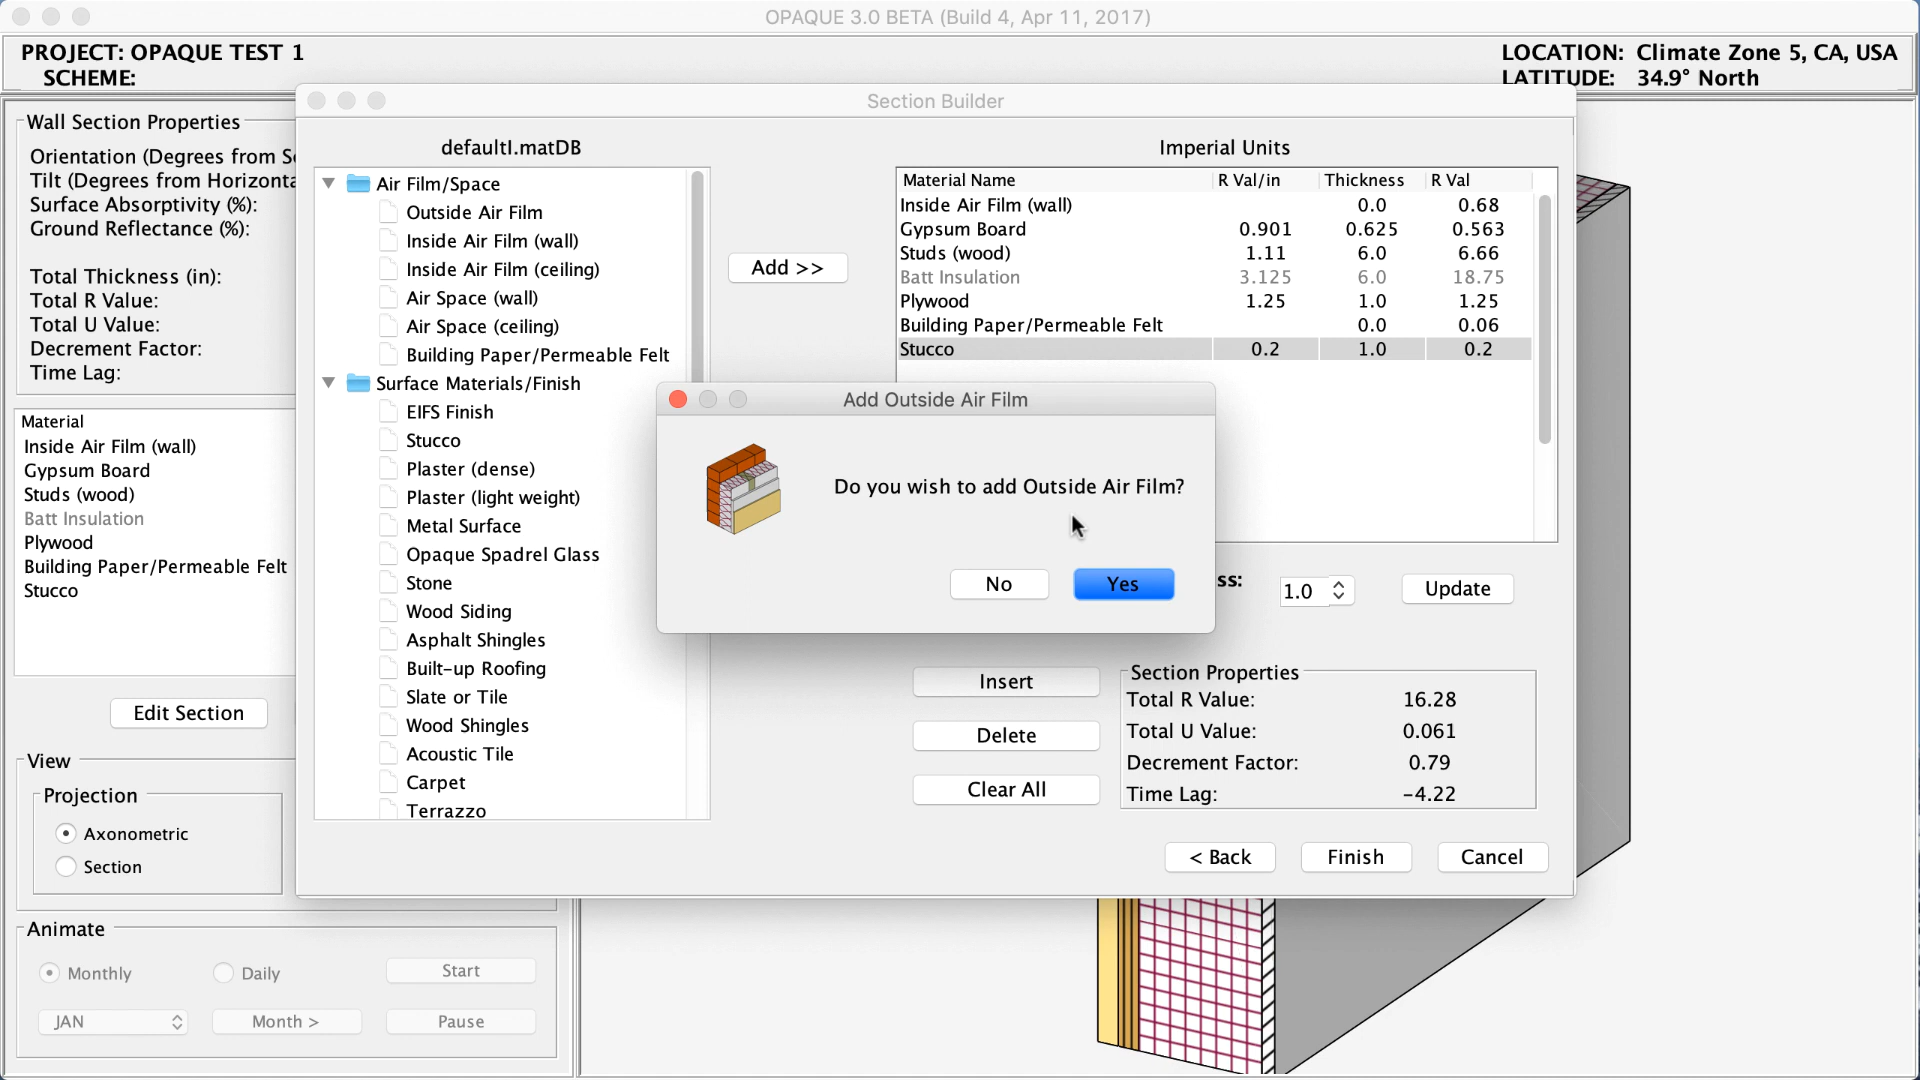 OPAQUE 3.0 BETA (Build 4, Apr 11, 2017)
PROJECT: OPAQUE TEST 1
SCHEME:
LOCATION: Climate Zone 5, CA, USA
LATITUDE: 34.9° North
Wall Section Properties
Orientation (Degrees from S
Tilt (Degrees from Horizonta
Surface Absorptivity (%):
Ground Reflectance (%):
Total Thickness (in):
Total R Value:
Total U Value:
Decrement Factor:
Time Lag:
Material
Inside Air Film (wall)
Gypsum Board
Studs (wood)
Batt Insulation
Plywood
Building Paper/Permeable Felt
Stucco
Edit Section
View
Projection
Axonometric
Section
Animate
Monthly
Daily
Start
JAN
Month >
Pause
Section Builder
defaultI.matDB
Air Film/Space
Outside Air Film
Inside Air Film (wall)
Inside Air Film (ceiling)
Air Space (wall)
Air Space (ceiling)
Building Paper/Permeable Felt
Surface Materials/Finish
EIFS Finish
Stucco
Plaster (dense)
Plaster (light weight)
Metal Surface
Opaque Spadrel Glass
Stone
Wood Siding
Asphalt Shingles
Built-up Roofing
Slate or Tile
Wood Shingles
Acoustic Tile
Carpet
Terrazzo
Add >>
Imperial Units
Material Name R Val/in Thickness R Val
Inside Air Film (wall) 0.0 0.68
Gypsum Board 0.901 0.625 0.563
Studs (wood) 1.11 6.0 6.66
Batt Insulation 3.125 6.0 18.75
Plywood 1.25 1.0 1.25
Building Paper/Permeable Felt 0.0 0.06
Stucco 0.2 1.0 0.2
Add Outside Air Film
Do you wish to add Outside Air Film?
No
Yes
ss:
1.0
Update
Insert
Delete
Clear All
Section Properties
Total R Value: 16.28
Total U Value: 0.061
Decrement Factor: 0.79
Time Lag: -4.22
< Back
Finish
Cancel